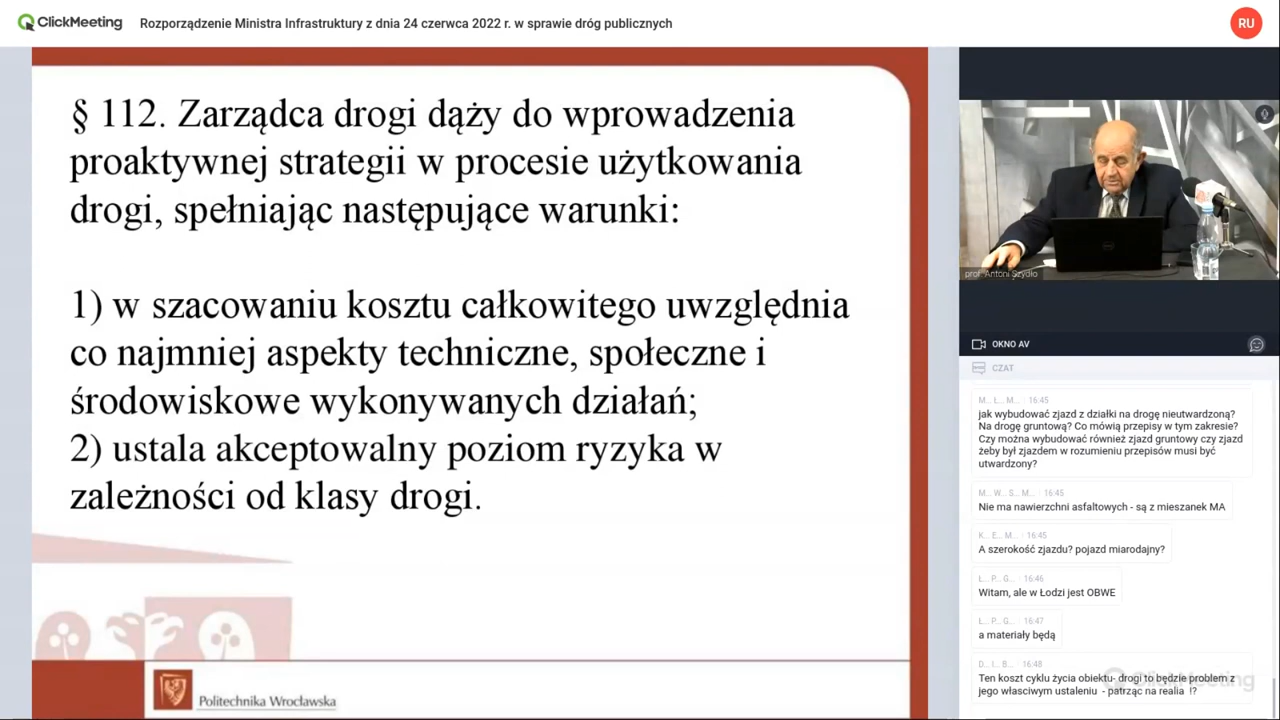 ClickMeeting
Rozporządzenie Ministra Infrastruktury z dnia 24 czerwca 2022 r. w sprawie dróg publicznych
RU
§ 112. Zarządca drogi dąży do wprowadzenia
proaktywnej strategii w procesie użytkowania
drogi, spełniając następujące warunki:
1) w szacowaniu kosztu całkowitego uwzględnia
co najmniej aspekty techniczne, społeczne i
środowiskowe wykonywanych działań;
2) ustala akceptowalny poziom ryzyka w
zależności od klasy drogi.
Politechnika Wrocławska
prof. Antoni Szydło
OKNO AV
CZAT
M... Ł... M... 16:45
jak wybudować zjazd z działki na drogę nieutwardzoną?
Na drogę gruntową? Co mówią przepisy w tym zakresie?
Czy można wybudować również zjazd gruntowy czy zjazd
żeby był zjazdem w rozumieniu przepisów musi być
utwardzony?
M... W... S... M... 16:45
Nie ma nawierzchni asfaltowych - są z mieszanek MA
K... E... M... 16:45
A szerokość zjazdu? pojazd miarodajny?
Ł... P... G... 16:46
Witam, ale w Łodzi jest OBWE
Ł... P... G... 16:47
a materiały będą
D... I... B... 16:48
Ten koszt cyklu życia obiektu- drogi to będzie problem z
jego własciwym ustaleniu - patrząc na realia !?
ClickMeeting